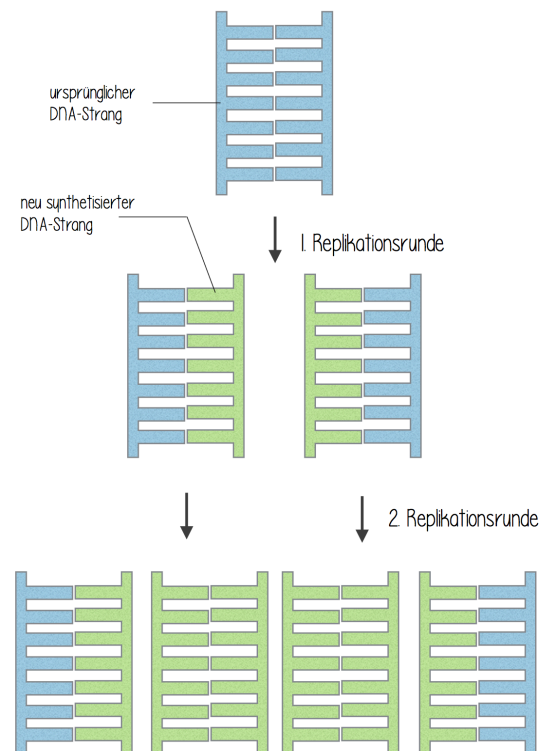 ursprünglicher
DNA-Strang
neu synthetisierter
DNA-Strang
1. Replikationsrunde
2. Replikationsrunde